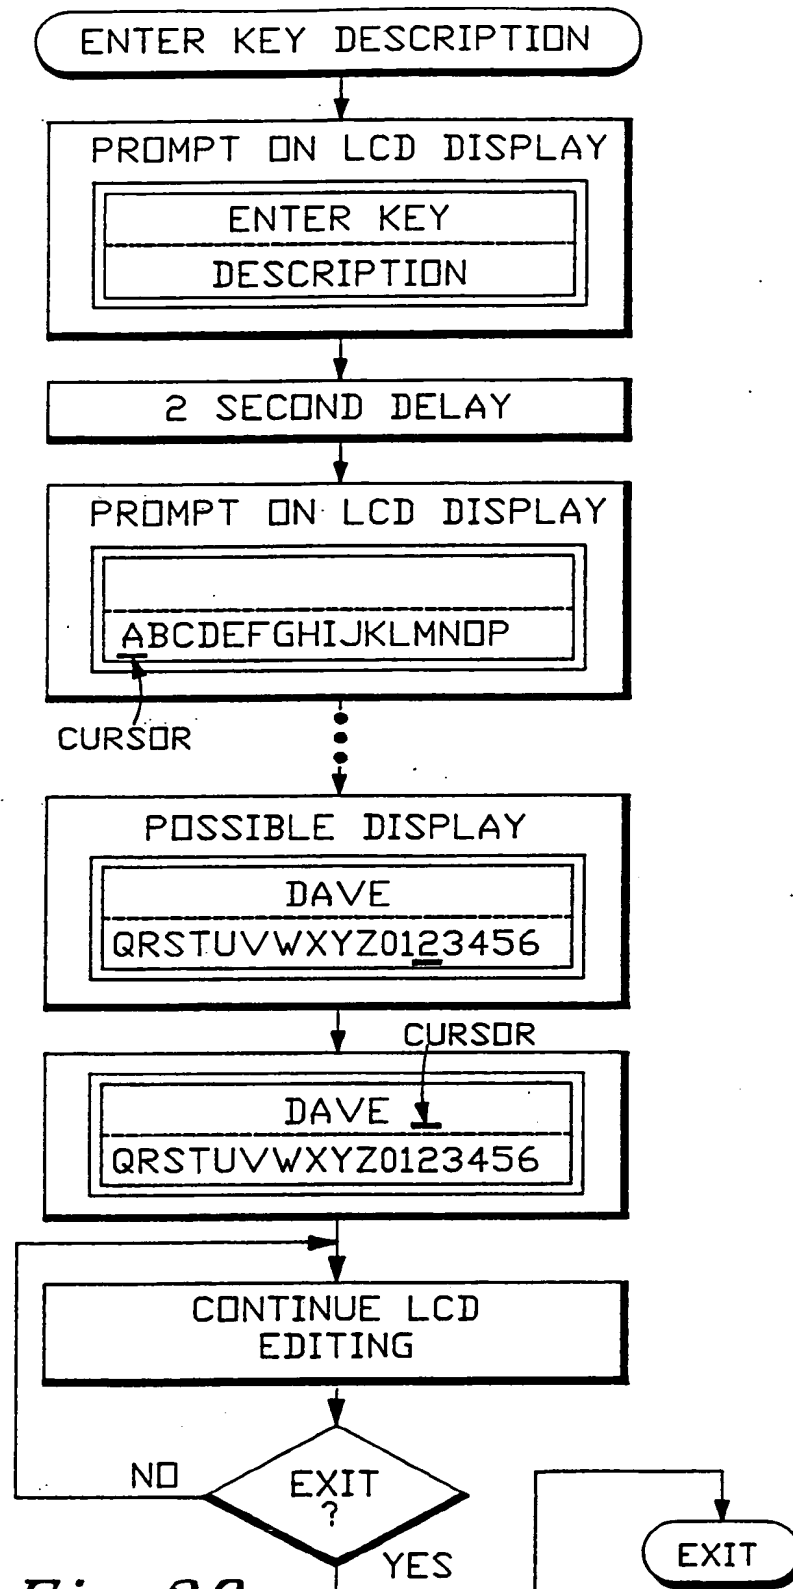 ENTER KEY DESCRIPTION
PROMPT ON LCD DISPLAY
ENTER KEY
DESCRIPTION
2 SECOND DELAY
PROMPT ON LCD DISPLAY
ABCDEFGHIJKLMNOP
CURSOR
POSSIBLE DISPLAY
DAVE
QRSTUVWXYZ0123456
CURSOR
DAVE
QRSTUVWXYZ0123456
CONTINUE LCD
EDITING
NO
EXIT
?
YES
EXIT